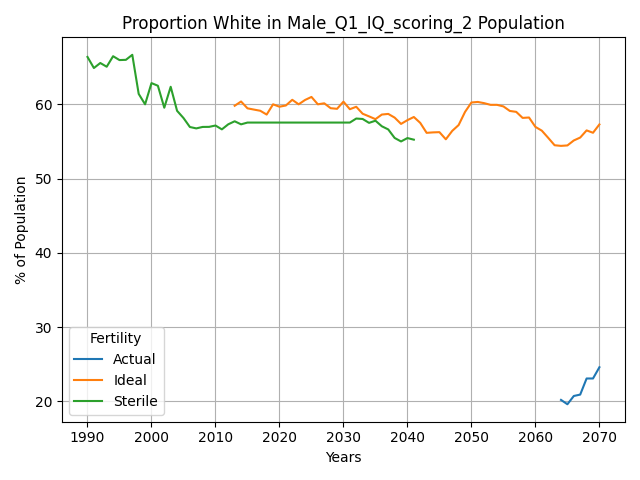 Proportion White in Male_Q1_IQ_scoring_2 Population
% of Population
60
50
40
30
20
Fertility
Actual
Ideal
Sterile
1990 2000 2010 2020 2030 2040 2050 2060 2070
Years